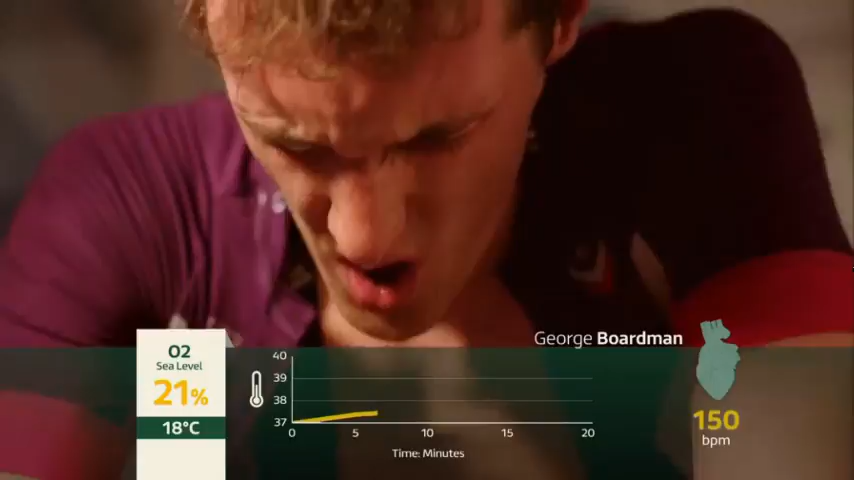 George Boardman
O2
Sea Level
21%
18°C
40
39
38
37
0 5 10 15 20
Time: Minutes
150
bpm